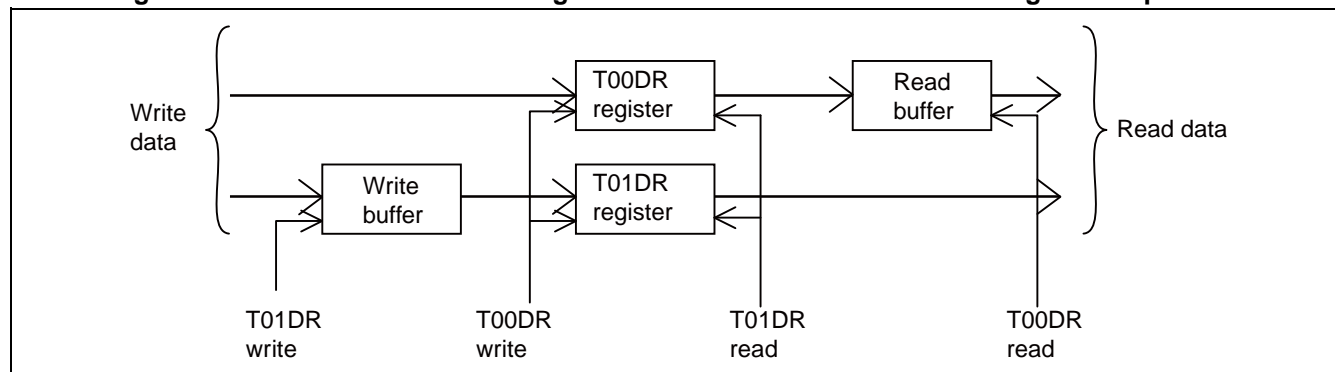 Write
data
T00DR
register
Read
buffer
Read data
Write
buffer
T01DR
register
T01DR
write
T00DR
write
T01DR
read
T00DR
read